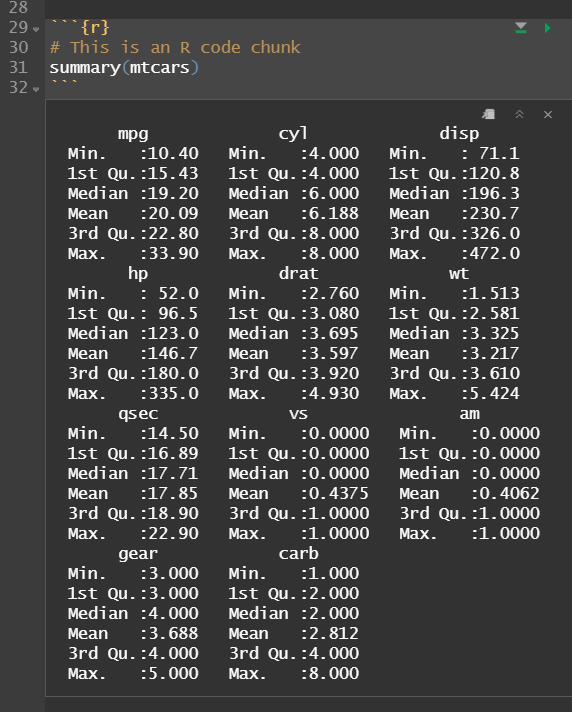 28
29 ```{r}
30 # This is an R code chunk
31 summary(mtcars)
32 ```
      mpg             cyl             disp
 Min.   :10.40   Min.   :4.000   Min.   : 71.1
 1st Qu.:15.43   1st Qu.:4.000   1st Qu.:120.8
 Median :19.20   Median :6.000   Median :196.3
 Mean   :20.09   Mean   :6.188   Mean   :230.7
 3rd Qu.:22.80   3rd Qu.:8.000   3rd Qu.:326.0
 Max.   :33.90   Max.   :8.000   Max.   :472.0
       hp             drat             wt
 Min.   : 52.0   Min.   :2.760   Min.   :1.513
 1st Qu.: 96.5   1st Qu.:3.080   1st Qu.:2.581
 Median :123.0   Median :3.695   Median :3.325
 Mean   :146.7   Mean   :3.597   Mean   :3.217
 3rd Qu.:180.0   3rd Qu.:3.920   3rd Qu.:3.610
 Max.   :335.0   Max.   :4.930   Max.   :5.424
      qsec             vs               am
 Min.   :14.50   Min.   :0.0000   Min.   :0.0000
 1st Qu.:16.89   1st Qu.:0.0000   1st Qu.:0.0000
 Median :17.71   Median :0.0000   Median :0.0000
 Mean   :17.85   Mean   :0.4375   Mean   :0.4062
 3rd Qu.:18.90   3rd Qu.:1.0000   3rd Qu.:1.0000
 Max.   :22.90   Max.   :1.0000   Max.   :1.0000
      gear            carb
 Min.   :3.000   Min.   :1.000
 1st Qu.:3.000   1st Qu.:2.000
 Median :4.000   Median :2.000
 Mean   :3.688   Mean   :2.812
 3rd Qu.:4.000   3rd Qu.:4.000
 Max.   :5.000   Max.   :8.000